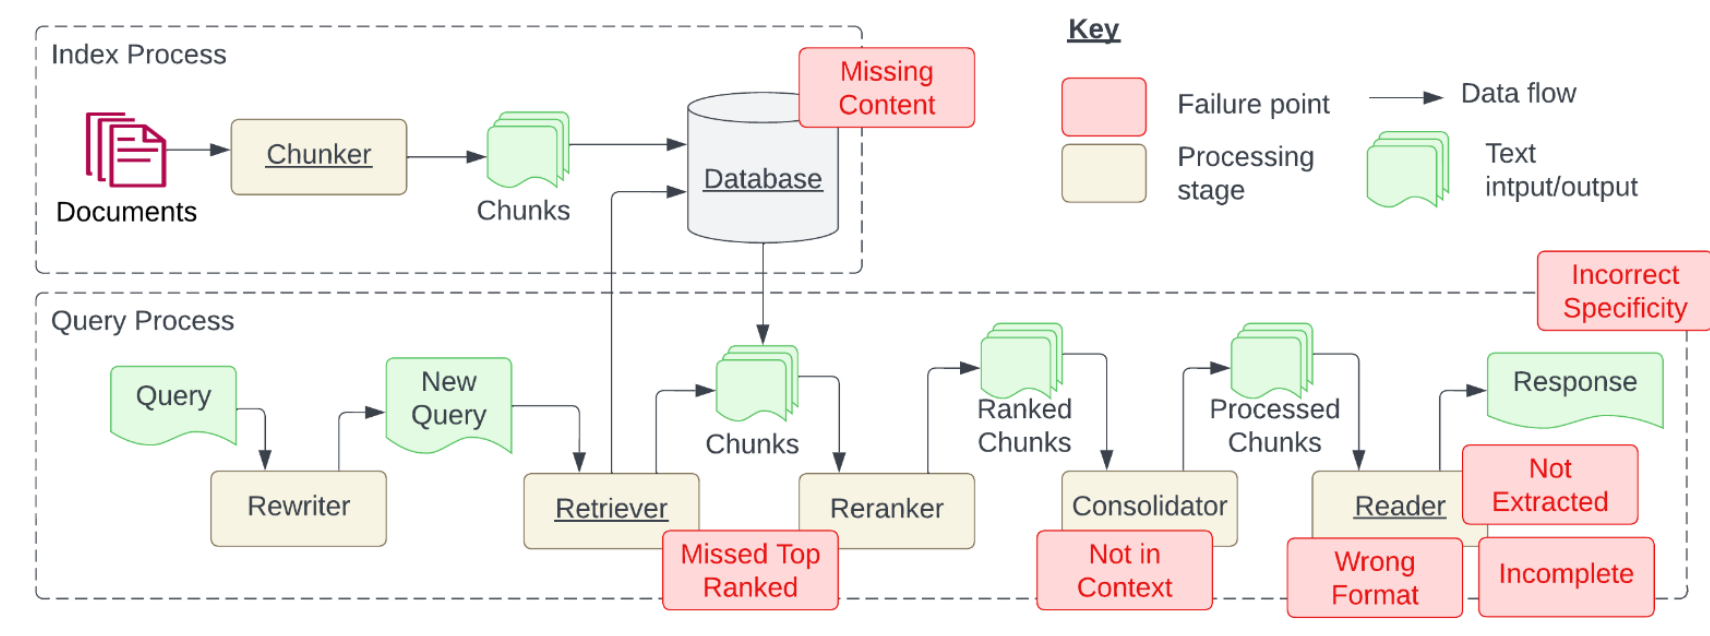 Index Process
Documents
Chunker
Chunks
Database
Missing
Content
Key
Failure point
Data flow
Processing
stage
Text
intput/output
Query Process
Incorrect
Specificity
Query
New
Query
Chunks
Ranked
Chunks
Processed
Chunks
Response
Rewriter
Retriever
Reranker
Consolidator
Reader
Missed Top
Ranked
Not in
Context
Not
Extracted
Wrong
Format
Incomplete